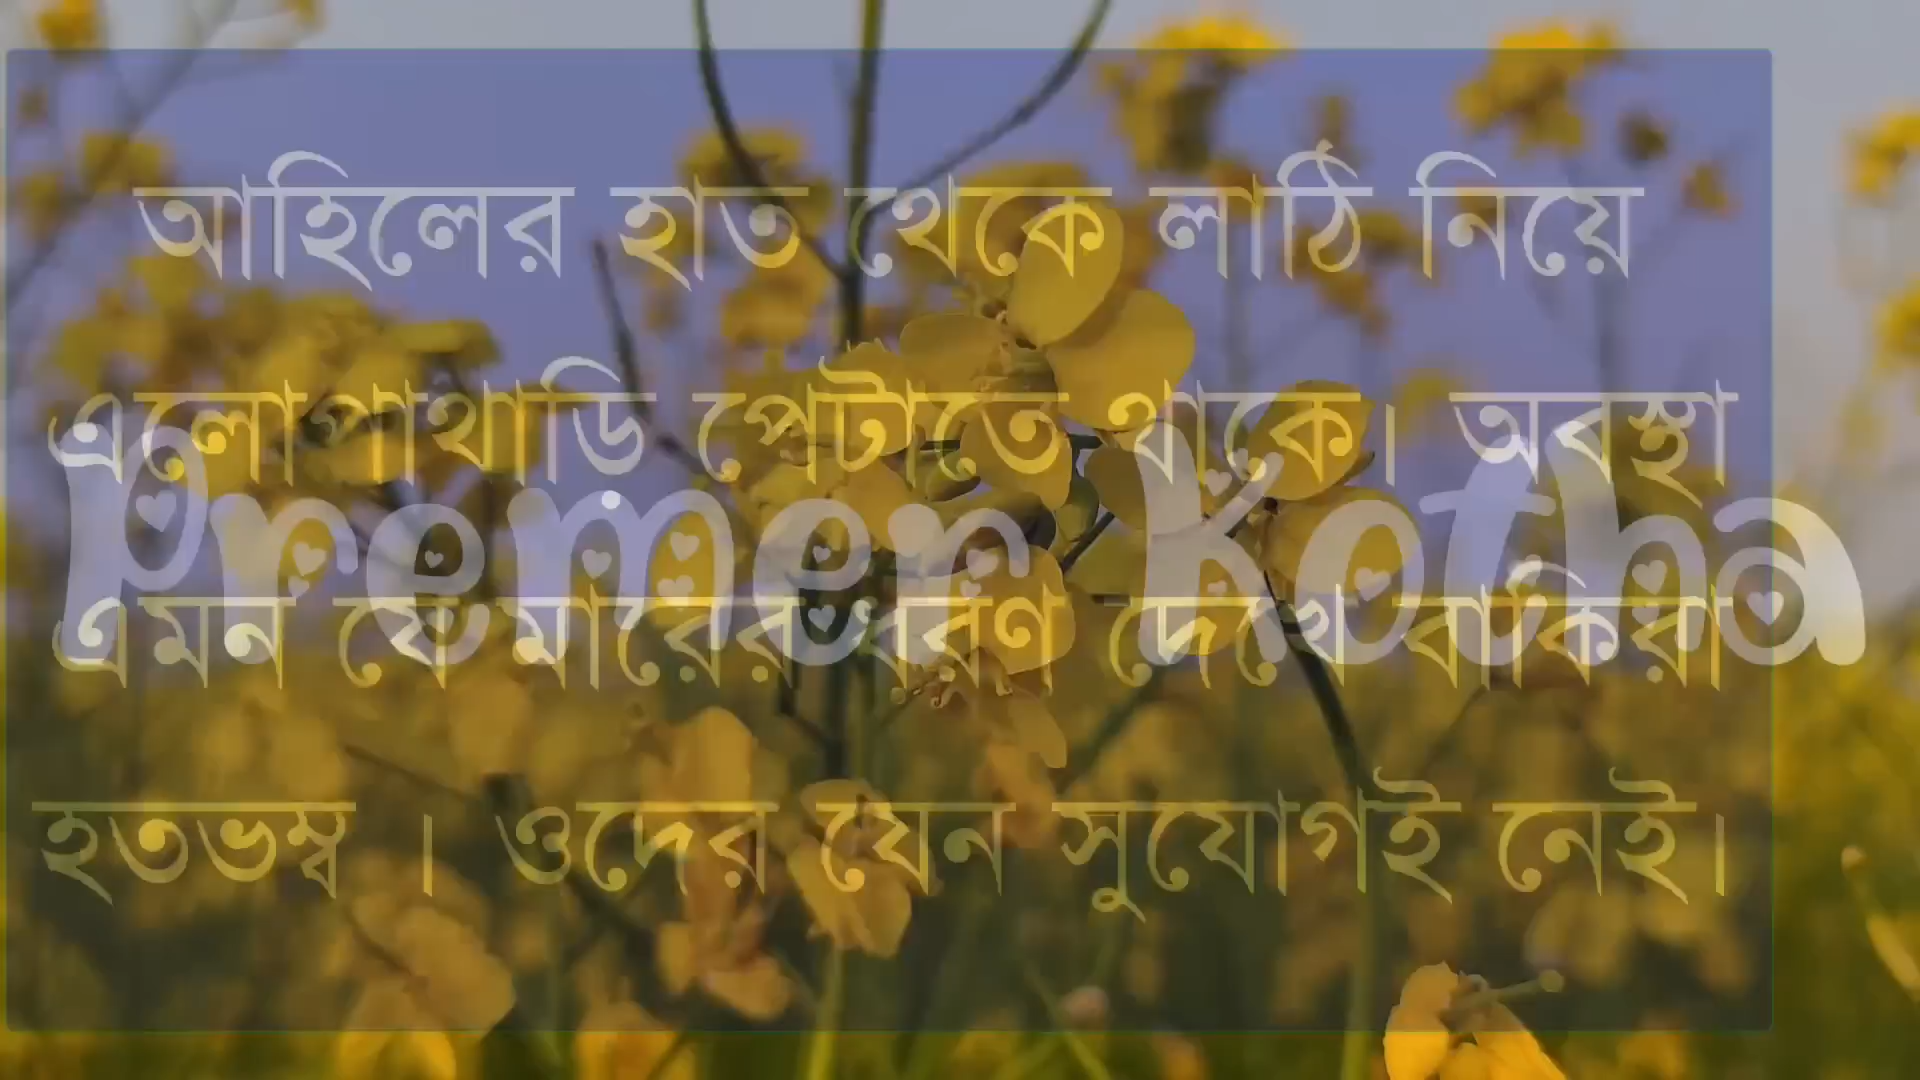 আহিলের হাত থেকে লাঠি নিয়ে
এলোপাথাড়ি পেটাতে থাকে। অবস্থা
Premer Kotha
এমন যে মারের ধরণ দেখে বাকিরা
হতভম্ব । ওদের যেন সুযোগই নেই।